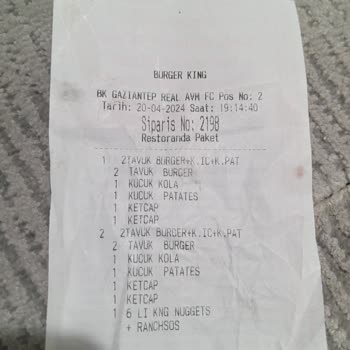 BURGER KING
BK GAZIANTEP REAL AVM FC Pos No: 2
Tarih: 20-04-2024 Saat: 19:14:40
Siparis No: 2198
Restoranda Paket
1 2TAVUK BURGER+K.IC+K.PAT
2 TAVUK BURGER
1 KUCUK KOLA
1 KUCUK PATATES
1 KETCAP
1 KETCAP
2 2TAVUK BURGER+K.IC+K.PAT
2 TAVUK BURGER
1 KUCUK KOLA
1 KUCUK PATATES
1 KETCAP
1 KETCAP
1 6 LI KNG NUGGETS
+ RANCHSOS